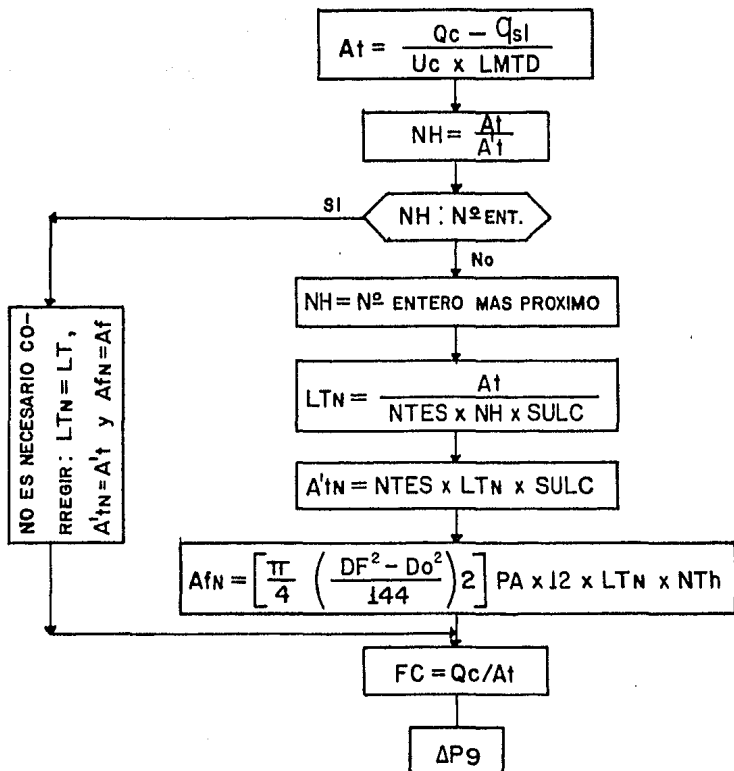 At = (Qc – qsl) / (Uc x LMTD)
NH = At / A't
SI
NH : Nº ENT.
No
NH = Nº ENTERO MAS PROXIMO
NO ES NECESARIO CO-
RREGIR: LTN = LT,
A'tN = A't y AfN = Af
LTN = At / (NTES x NH x SULC)
A'tN = NTES x LTN x SULC
AfN = [π/4 ((DF² – Do²)/144) 2] PA x 12 x LTN x NTh
FC = Qc/At
ΔP9